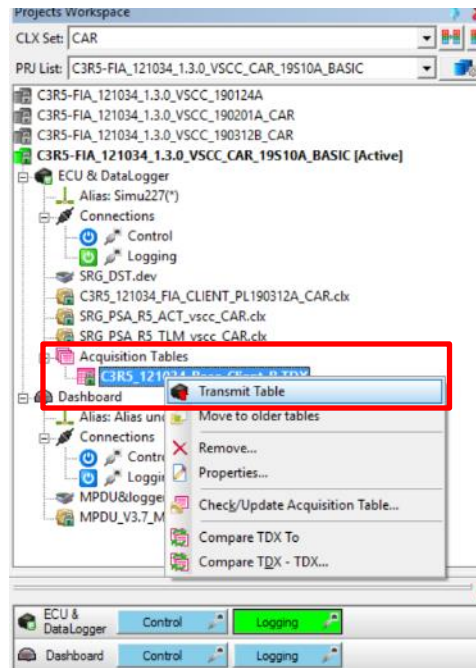 Projects Workspace
CLX Set: CAR
PRJ List: C3R5-FIA_121034_1.3.0_VSCC_CAR_19S10A_BASIC
C3R5-FIA_121034_1.3.0_VSCC_190124A
C3R5-FIA_121034_1.3.0_VSCC_190201A_CAR
C3R5-FIA_121034_1.3.0_VSCC_190312B_CAR
C3R5-FIA_121034_1.3.0_VSCC_CAR_19S10A_BASIC [Active]
ECU & DataLogger
Alias: Simu227(*)
Connections
Control
Logging
SRG_DST.dev
C3R5_121034_FIA_CLIENT_PL190312A_CAR.clx
SRG_PSA_R5_ACT_vscc_CAR.clx
SRG_PSA_R5_TLM_vscc_CAR.clx
Acquisition Tables
C3R5_121034_Base_Client_B.TDX
Transmit Table
Dashboard
Alias: Alias
Move to older tables
Connections
Remove...
Properties...
MPDU&logge
Check/Update Acquisition Table...
MPDU_V3.7_M
Compare TDX To
Compare TDX - TDX...
ECU & DataLogger Control Logging
Dashboard Control Logging